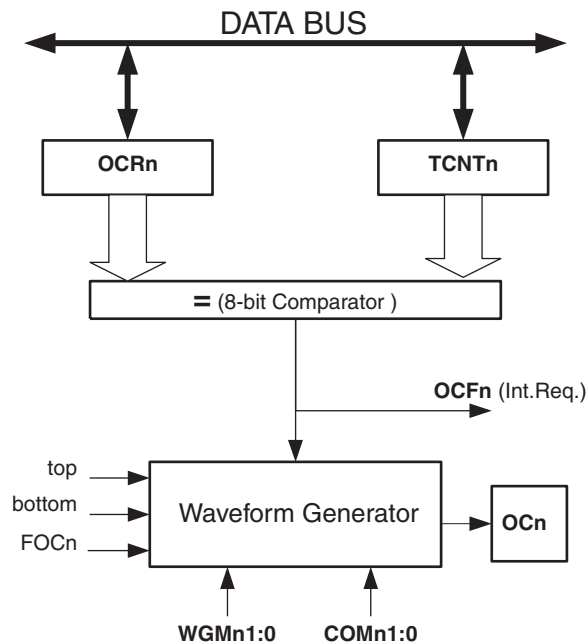 DATA BUS
OCRn
TCNTn
= (8-bit Comparator )
OCFn (Int.Req.)
top
bottom
FOCn
Waveform Generator
OCn
WGMn1:0
COMn1:0